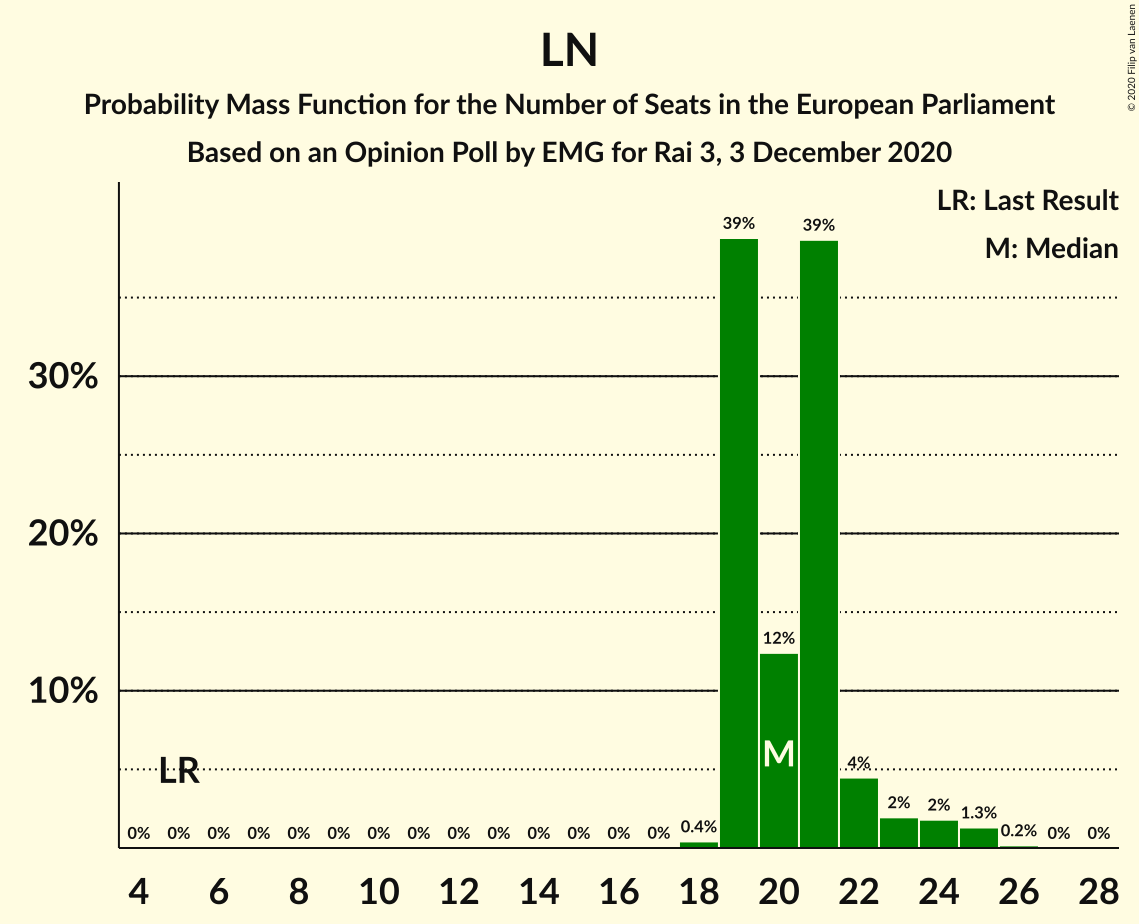 LN
Probability Mass Function for the Number of Seats in the European Parliament
Based on an Opinion Poll by EMG for Rai 3, 3 December 2020
© 2020 Filip van Laenen
LR: Last Result
M: Median
39%
39%
30%
20%
12%
10%
M
LR
4%
2%
2%
1.3%
0.4%
0.2%
0% 0% 0% 0% 0% 0% 0% 0% 0% 0% 0% 0% 0% 0% 0% 0%
4 6 8 10 12 14 16 18 20 22 24 26 28